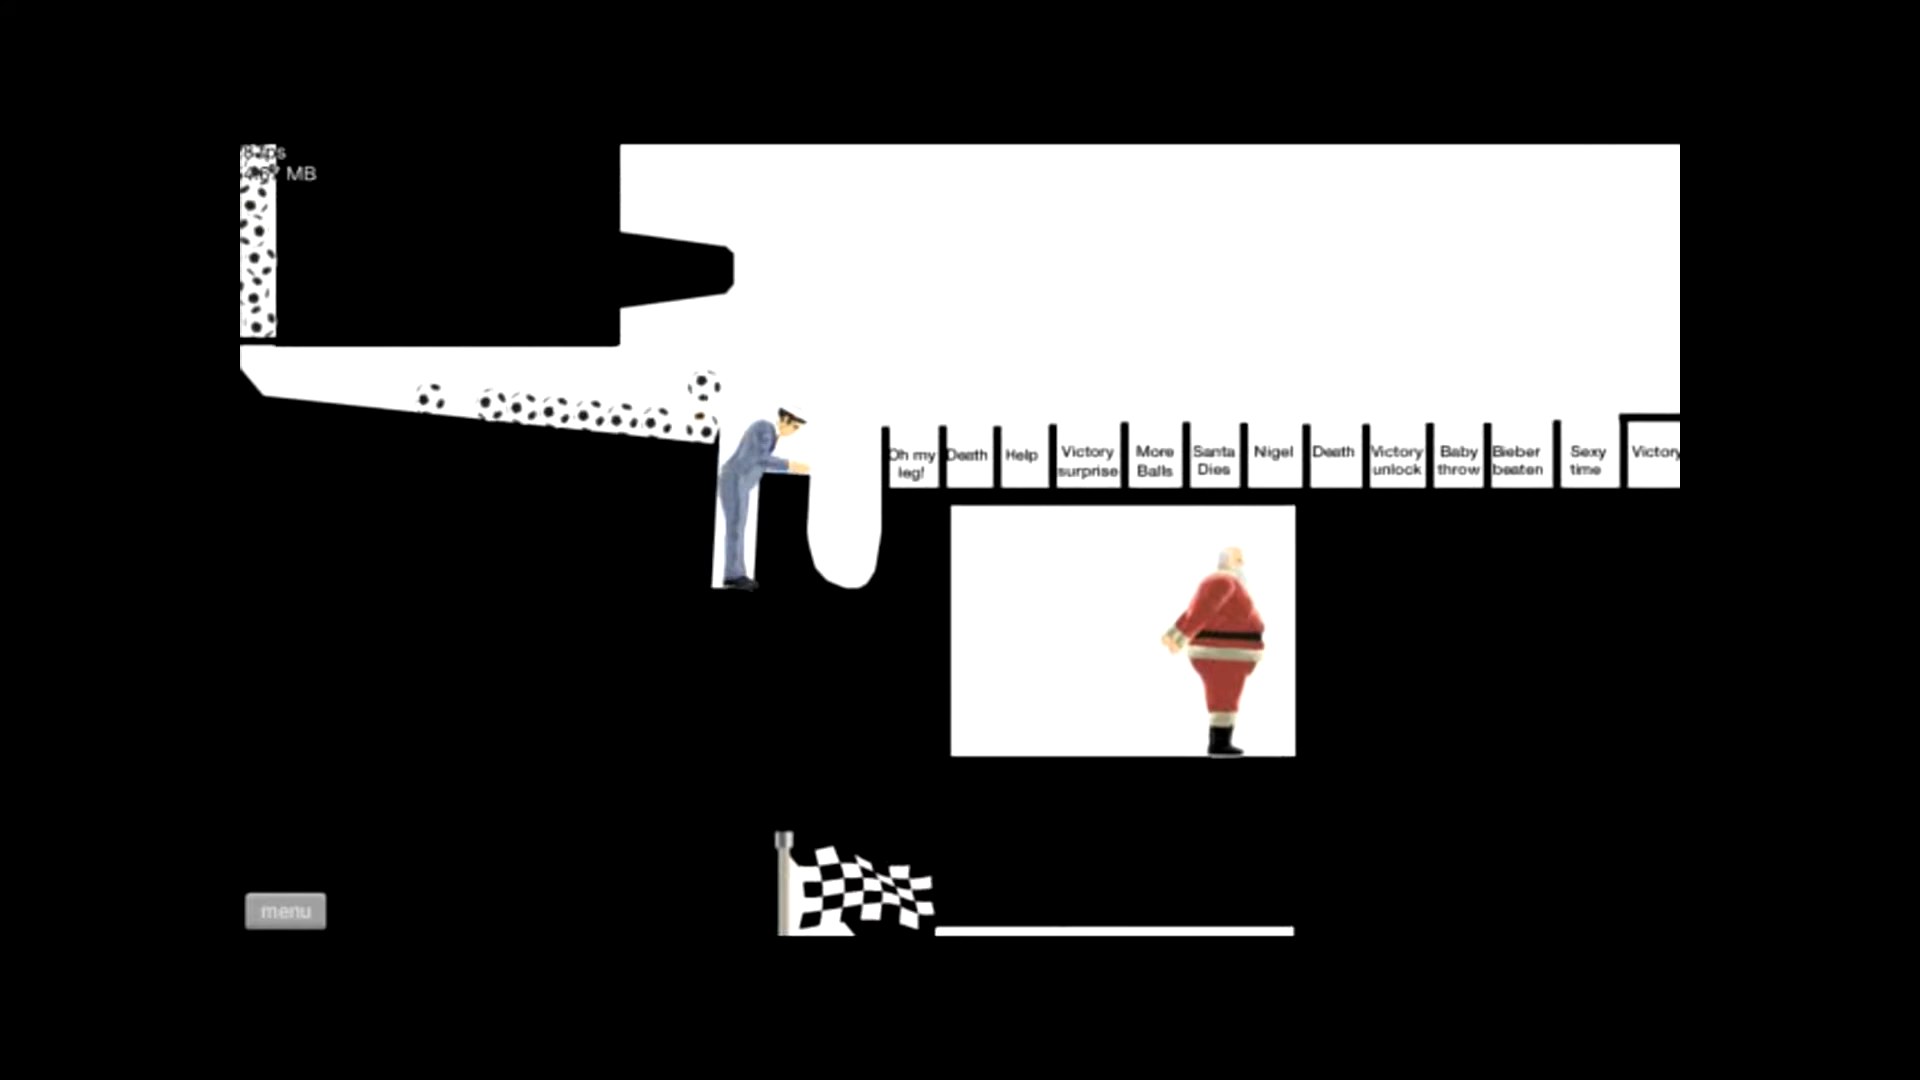 MB
Oh my
leg!
Death
Help
Victory
surprise
More
Balls
Santa
Dies
Nigel
Death
Victory
unlock
Baby
throw
Bieber
beaten
Sexy
time
Victory
menu